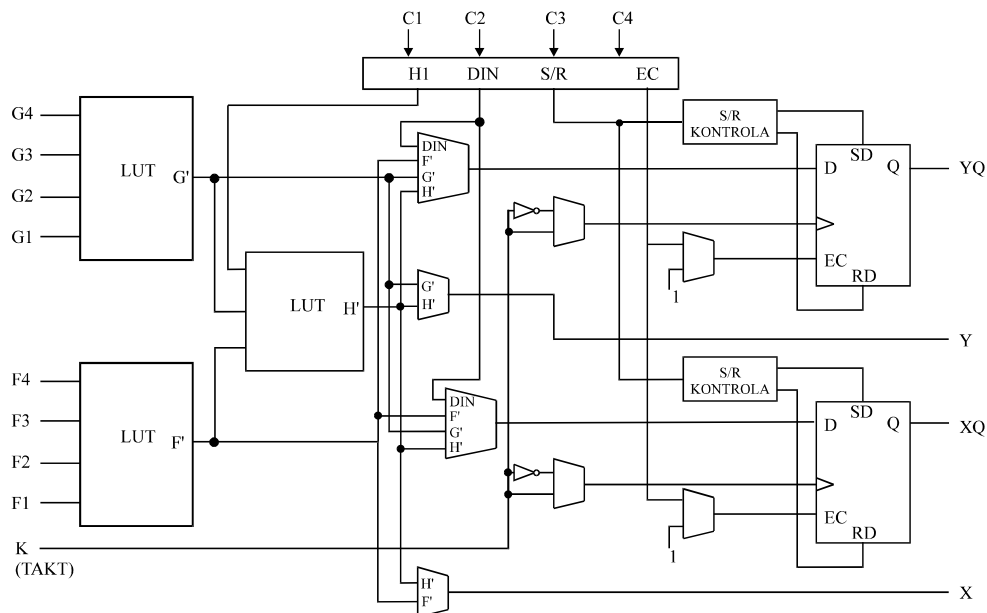 C1 C2 C3 C4
H1 DIN S/R EC
G4
G3
G2
G1
LUT
G'
DIN
F'
G'
H'
S/R
KONTROLA
SD
D Q
EC
RD
YQ
1
LUT
H'
G'
H'
Y
F4
F3
F2
F1
LUT
F'
DIN
F'
G'
H'
S/R
KONTROLA
SD
D Q
EC
RD
XQ
1
K
(TAKT)
H'
F'
X